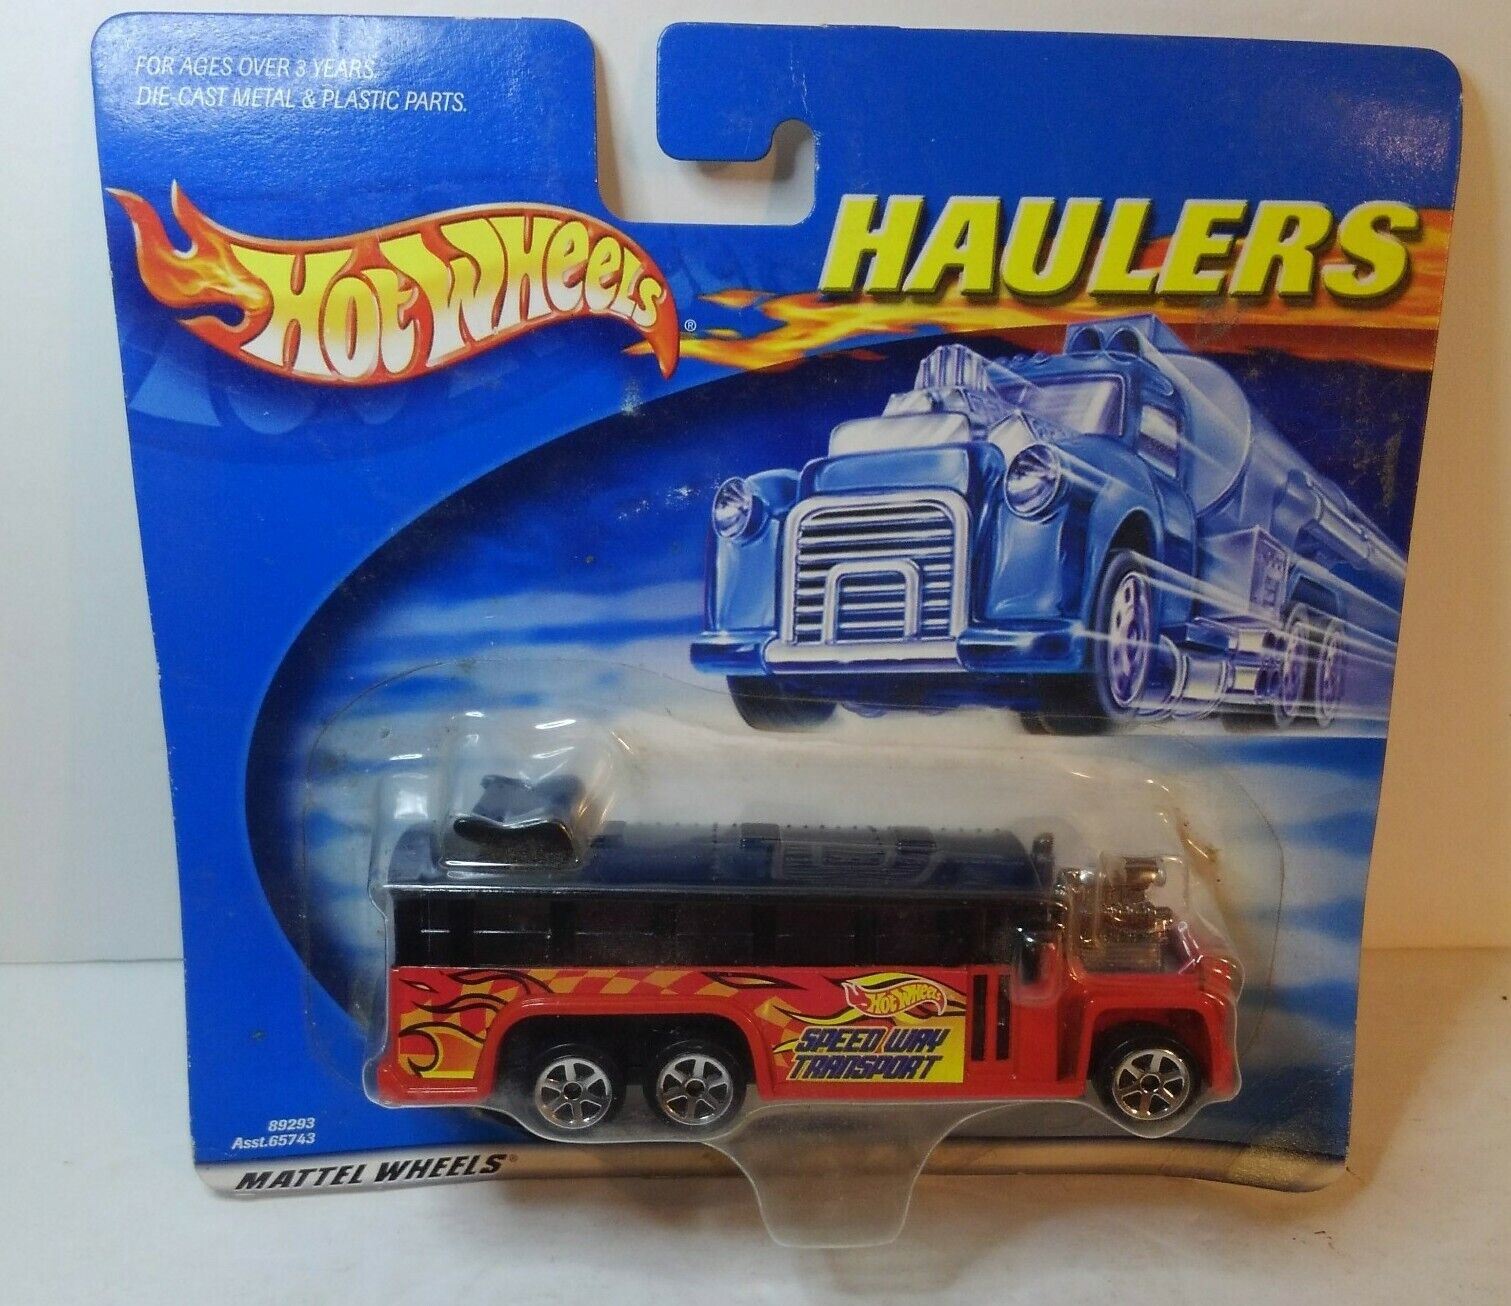 FOR AGES OVER 3 YEARS.
DIE-CAST METAL & PLASTIC PARTS.
HOT WHEELS®
HAULERS
HOT WHEELS
SPEED WAY
TRANSPORT
89293
Asst.65743
MATTEL WHEELS®